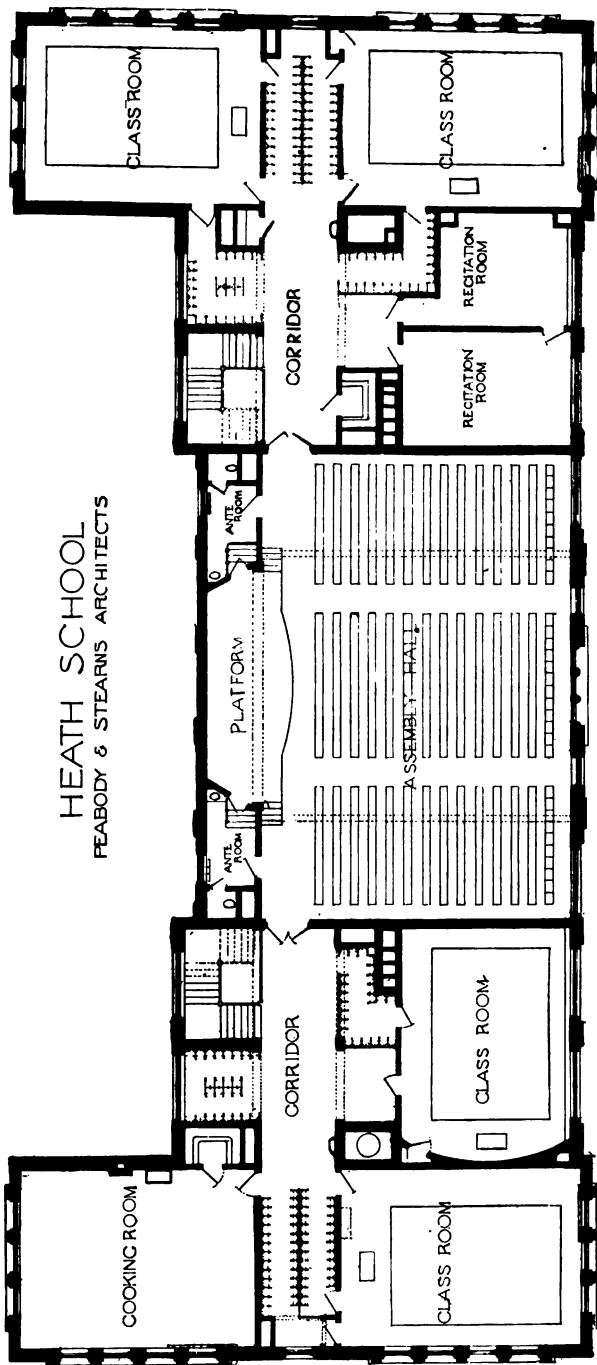 HEATH SCHOOL
PEABODY & STEARNS ARCHITECTS
CLASS ROOM
CLASS ROOM
RECITATION
ROOM
RECITATION
ROOM
CORRIDOR
ANTE
ROOM
PLATFORM
ASSEMBLY HALL
ANTE
ROOM
CORRIDOR
CLASS ROOM
COOKING ROOM
CLASS ROOM